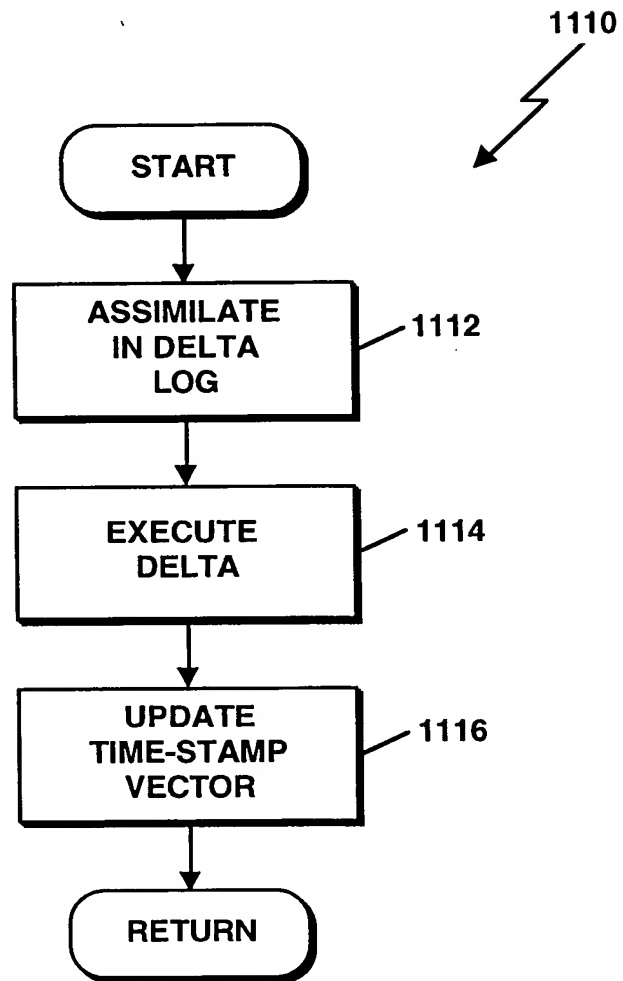 1110
START
ASSIMILATE
IN DELTA
LOG
1112
EXECUTE
DELTA
1114
UPDATE
TIME-STAMP
VECTOR
1116
RETURN